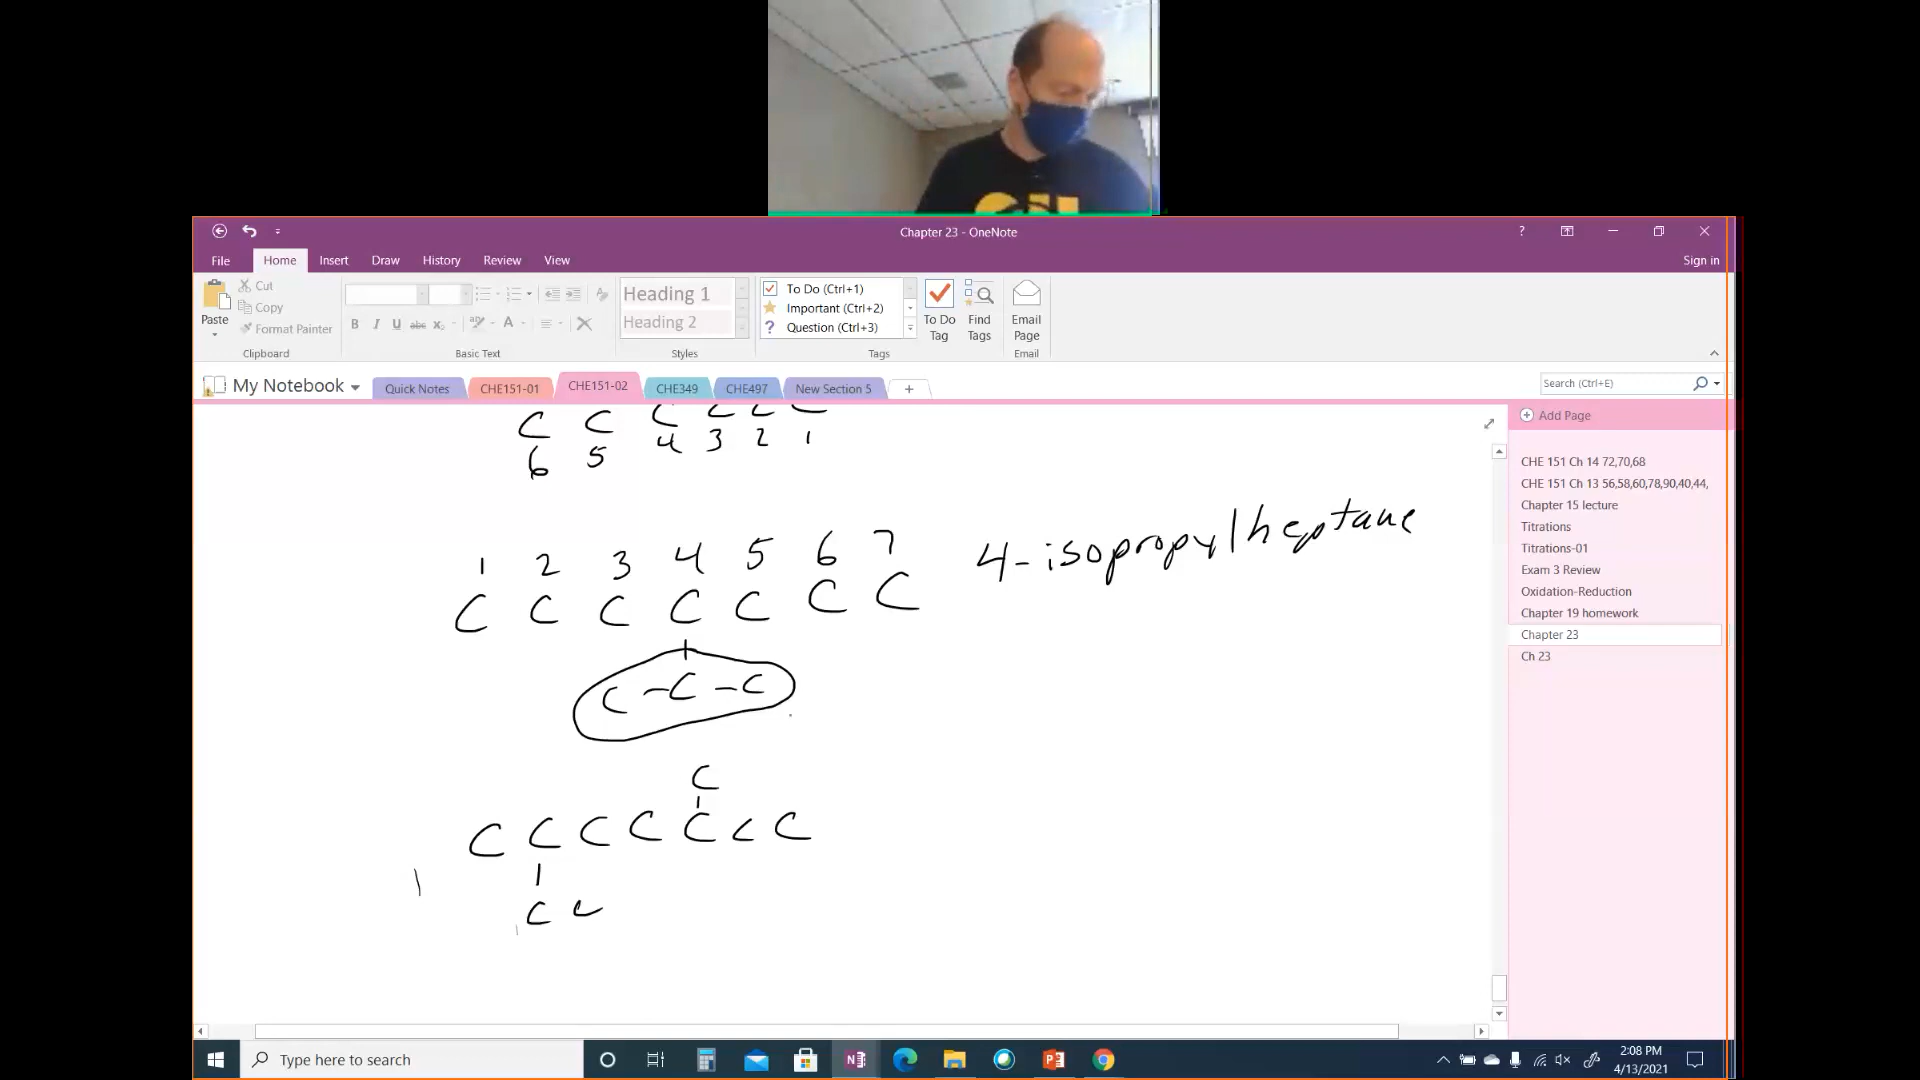 Chapter 23 - OneNote
?
File Home Insert Draw History Review View
Sign in
Paste
Cut
Copy
Format Painter
Clipboard
B I U abc X₂ A
Basic Text
Heading 1
Heading 2
Styles
To Do (Ctrl+1)
Important (Ctrl+2)
? Question (Ctrl+3)
To Do
Tag
Find
Tags
Tags
Email
Page
Email
My Notebook
Quick Notes CHE151-01 CHE151-02 CHE349 CHE497 New Section 5 +
Search (Ctrl+E)
Add Page
CHE 151 Ch 14 72,70,68
CHE 151 Ch 13 56,58,60,78,90,40,44,
Chapter 15 lecture
Titrations
Titrations-01
Exam 3 Review
Oxidation-Reduction
Chapter 19 homework
Chapter 23
Ch 23
C C C C C C
6 5 4 3 2 1
1 2 3 4 5 6 7
C C C C C C C
4-isopropylheptane
C-C-C
C
C C C C C C C
C C
Type here to search
2:08 PM
4/13/2021